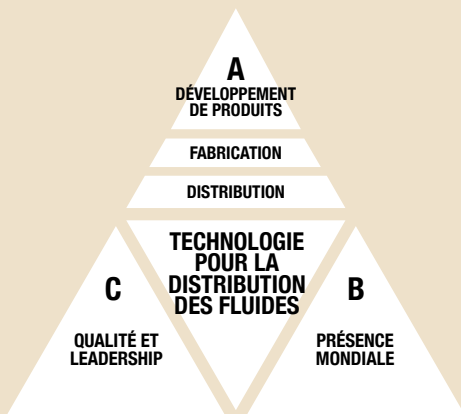 A
DÉVELOPPEMENT
DE PRODUITS
FABRICATION
DISTRIBUTION
TECHNOLOGIE
POUR LA
DISTRIBUTION
DES FLUIDES
C
QUALITÉ ET
LEADERSHIP
B
PRÉSENCE
MONDIALE